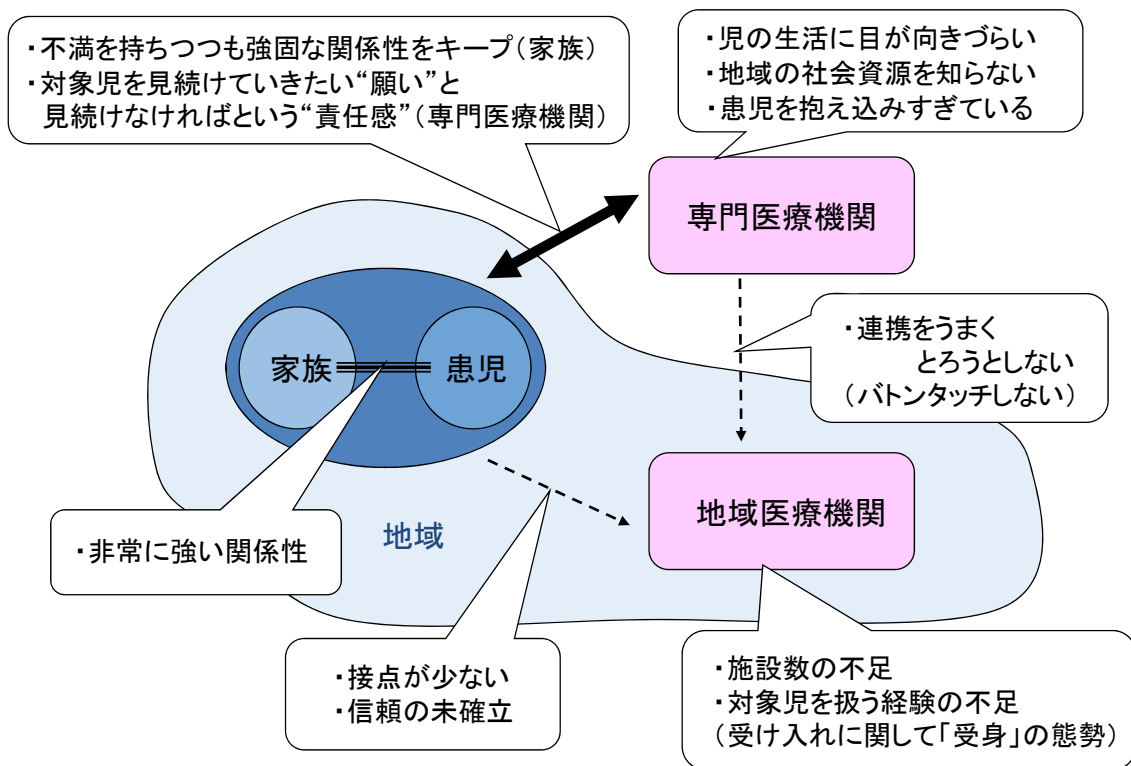 ・不満を持ちつつも強固な関係性をキープ(家族)
・対象児を見続けていきたい“願い”と
見続けなければという“責任感”(専門医療機関)
・児の生活に目が向きづらい
・地域の社会資源を知らない
・患児を抱え込みすぎている
専門医療機関
・連携をうまく
とろうとしない
(バトンタッチしない)
家族
患児
地域医療機関
地域
・非常に強い関係性
・接点が少ない
・信頼の未確立
・施設数の不足
・対象児を扱う経験の不足
(受け入れに関して「受身」の態勢)